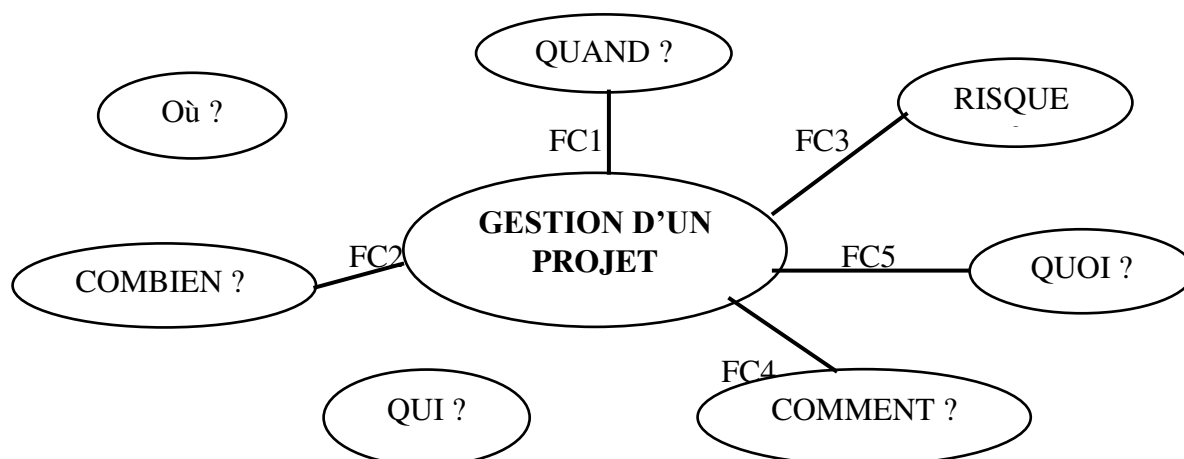 QUAND ?
Où ?
RISQUE
FC1
FC3
GESTION D’UN
PROJET
FC2
FC5
COMBIEN ?
QUOI ?
FC4
QUI ?
COMMENT ?